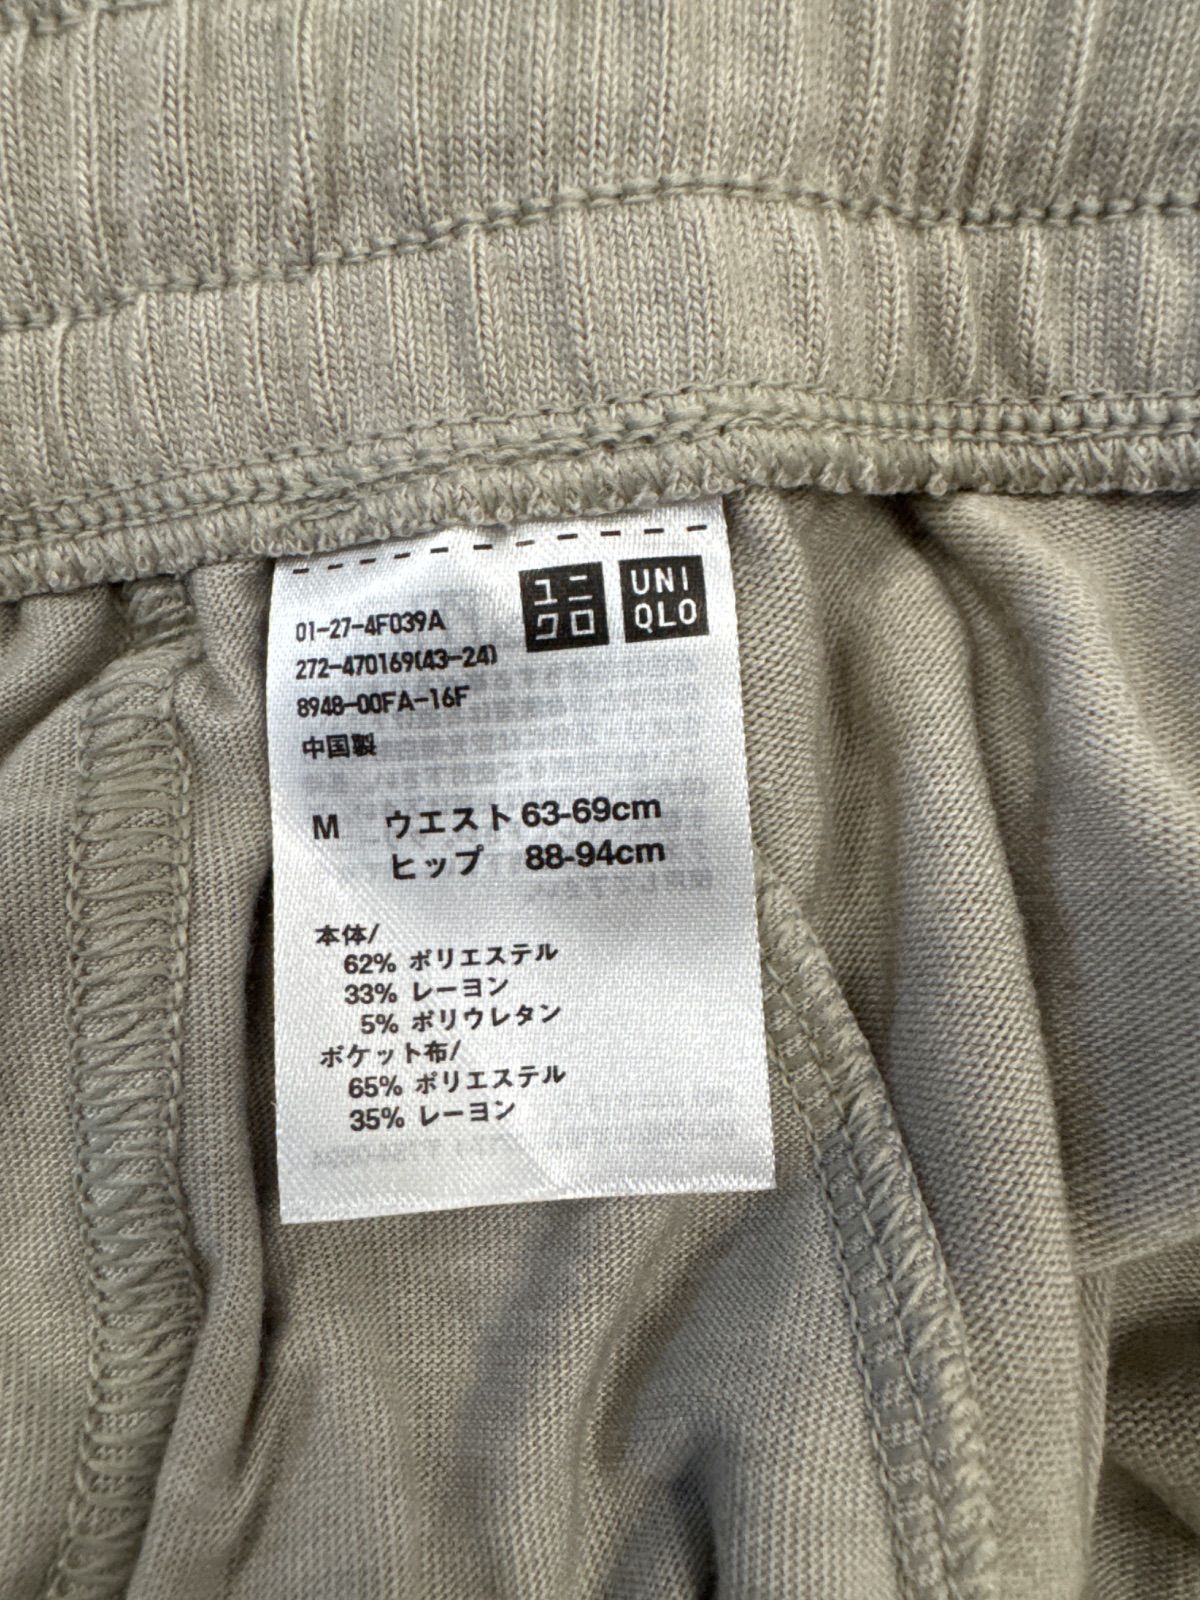 ユニ
クロ
UNI
QLO
01-27-4F039A
272-470169(43-24)
8948-00FA-16F
中国製
M ウエスト 63-69cm
ヒップ 88-94cm
本体/
62% ポリエステル
33% レーヨン
5% ポリウレタン
ポケット布/
65% ポリエステル
35% レーヨン